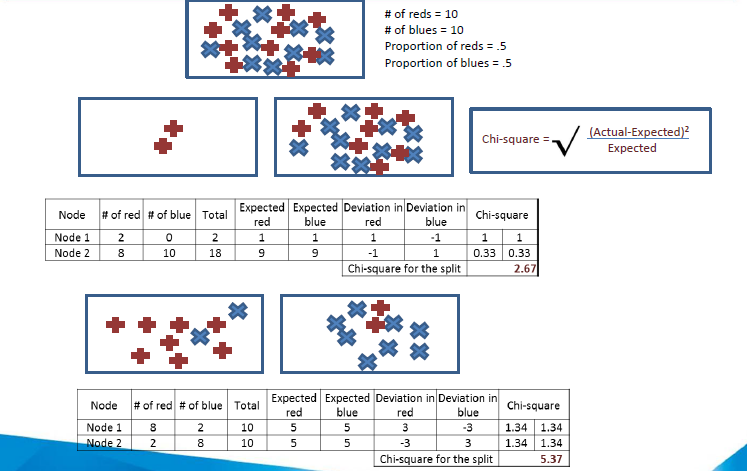 # of reds = 10
# of blues = 10
Proportion of reds = .5
Proportion of blues = .5
Chi-square = √ (Actual-Expected)²
Expected
Node # of red # of blue Total Expected red Expected blue Deviation in red Deviation in blue Chi-square
Node 1 2 0 2 1 1 1 -1 1 1
Node 2 8 10 18 9 9 -1 1 0.33 0.33
Chi-square for the split 2.67
Node # of red # of blue Total Expected red Expected blue Deviation in red Deviation in blue Chi-square
Node 1 8 2 10 5 5 3 -3 1.34 1.34
Node 2 2 8 10 5 5 -3 3 1.34 1.34
Chi-square for the split 5.37